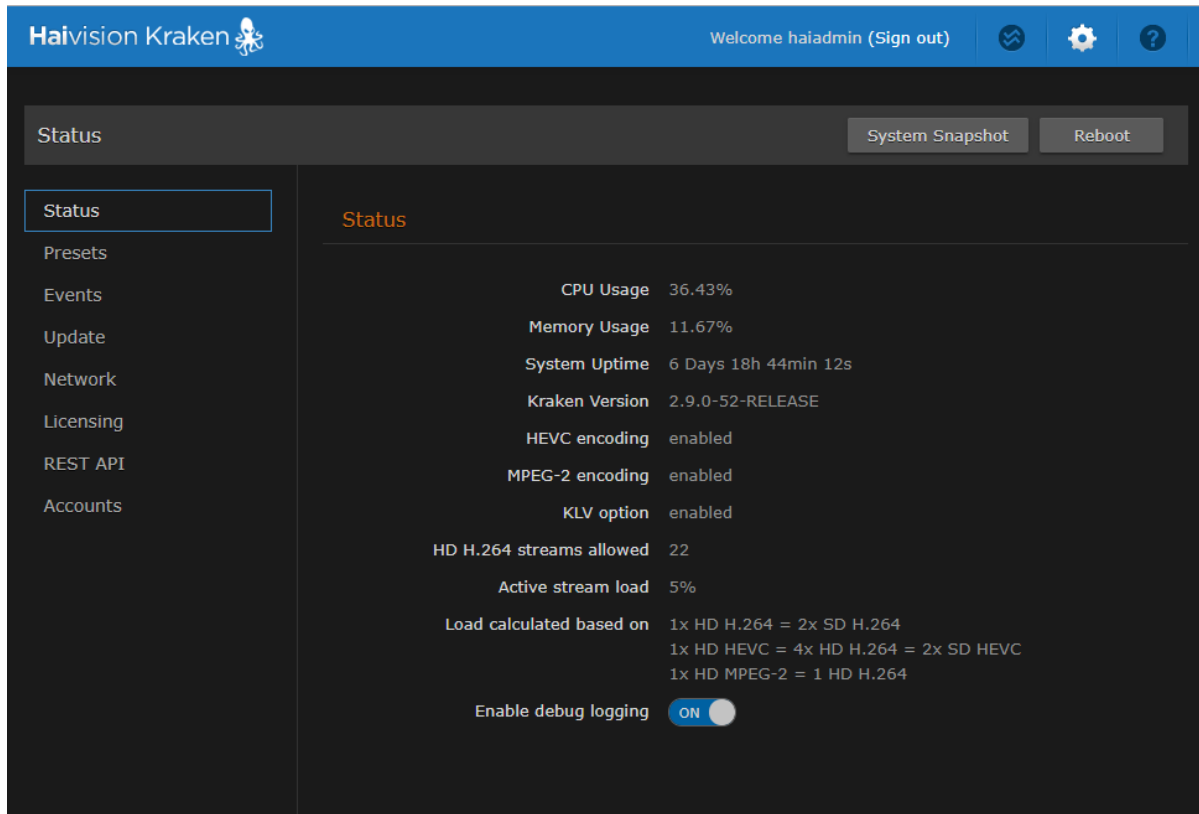 Haivision Kraken
Welcome haiadmin (Sign out)
?
Status
System Snapshot
Reboot
Status
Presets
Events
Update
Network
Licensing
REST API
Accounts
Status
CPU Usage 36.43%
Memory Usage 11.67%
System Uptime 6 Days 18h 44min 12s
Kraken Version 2.9.0-52-RELEASE
HEVC encoding enabled
MPEG-2 encoding enabled
KLV option enabled
HD H.264 streams allowed 22
Active stream load 5%
Load calculated based on 1x HD H.264 = 2x SD H.264
1x HD HEVC = 4x HD H.264 = 2x SD HEVC
1x HD MPEG-2 = 1 HD H.264
Enable debug logging ON